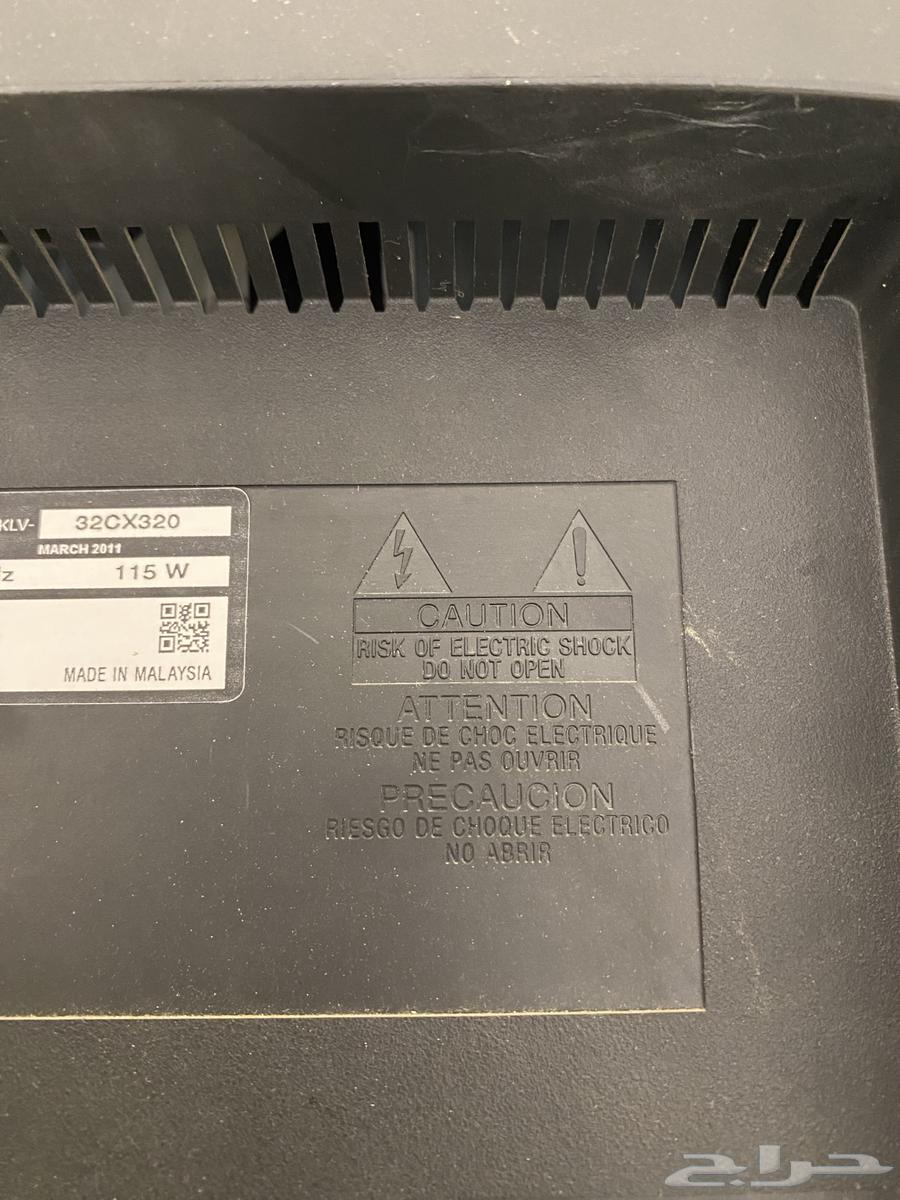 KLV- 32CX320
MARCH 2011
z 115 W
MADE IN MALAYSIA
CAUTION
RISK OF ELECTRIC SHOCK
DO NOT OPEN
ATTENTION
RISQUE DE CHOC ELECTRIQUE
NE PAS OUVRIR
PRECAUCION
RIESGO DE CHOQUE ELECTRICO
NO ABRIR
حراج